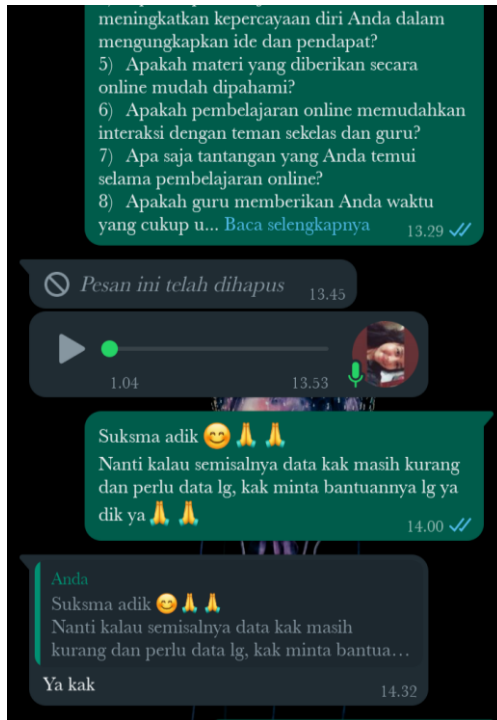 meningkatkan kepercayaan diri Anda dalam
mengungkapkan ide dan pendapat?
5) Apakah materi yang diberikan secara
online mudah dipahami?
6) Apakah pembelajaran online memudahkan
interaksi dengan teman sekelas dan guru?
7) Apa saja tantangan yang Anda temui
selama pembelajaran online?
8) Apakah guru memberikan Anda waktu
yang cukup u... Baca selengkapnya 13.29
Pesan ini telah dihapus 13.45
1.04 13.53
Suksma adik 😊🙏🙏
Nanti kalau semisalnya data kak masih kurang
dan perlu data lg, kak minta bantuannya lg ya
dik ya🙏🙏
14.00
Anda
Suksma adik 😊🙏🙏
Nanti kalau semisalnya data kak masih
kurang dan perlu data lg, kak minta bantua...
Ya kak
14.32